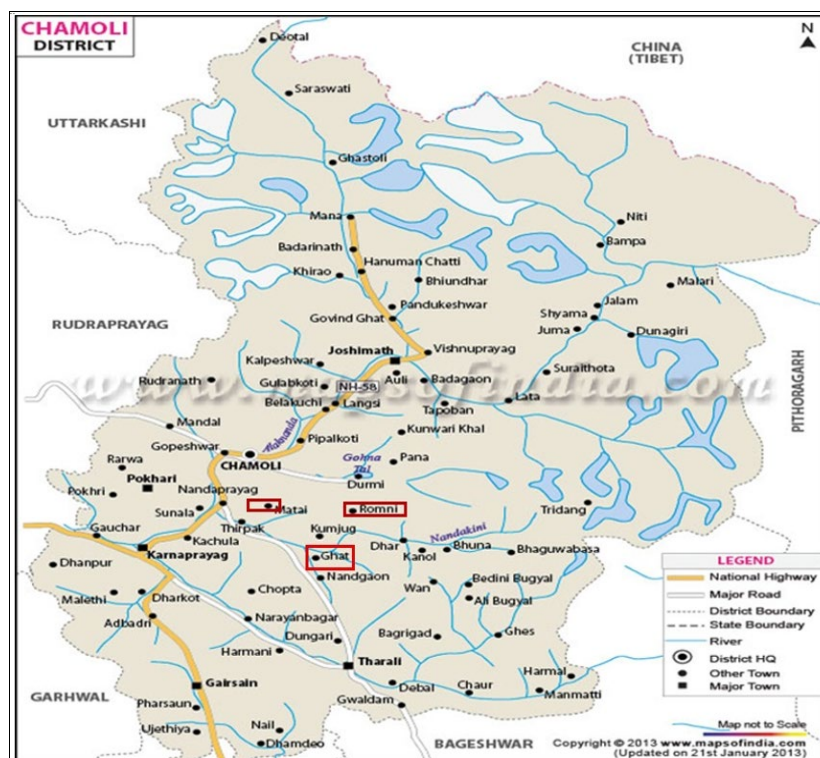 CHAMOLI
DISTRICT
N
CHINA
(TIBET)
Deotal
Saraswati
UTTARKASHI
Ghastoli
Mana
Niti
Badarinath
Bampa
Hanuman Chatti
Khirao
Bhiundhar
Malari
Pandukeshwar
Jalam
Govind Ghat
Shyama
RUDRAPRAYAG
Juma
Dunagiri
Joshimath
Vishnuprayag
Kalpeshwar
Rudranath
Auli
Badagaon
Suraithota
Gulabkoti
NH-58
www.mapsofindia.com
Belakuchi
Langsi
Lata
Tapoban
PITHORAGARH
Mandal
Kunwari Khal
Gopeshwar
Pipalkoti
CHAMOLI
Gohna
Tal
Pana
Rarwa
Pokhari
Durmi
Nandaprayag
Pokhri
Matai
Romni
Tridang
Sunala
Thirpak
Kumjug
Nandakini
Gauchar
Kachula
Dhar
Bhuna
Karnaprayag
Ghat
Kanol
Bhaguwabasa
Dhanpur
Nandgaon
Wan
Bedini Bugyal
Malethi
Dharkot
Chopta
Ali Bugyal
Adbadri
Narayanbagar
Dungari
Bagrigad
Ghes
Harmani
Tharali
Harmal
GARHWAL
Gairsain
Debal
Chaur
Manmatti
Pharsaun
Gwaldam
Nail
Ujethiya
Dhamdeo
BAGESHWAR
LEGEND
National Highway
Major Road
District Boundary
State Boundary
River
District HQ
Other Town
Major Town
Map not to Scale
Copyright © 2013 www.mapsofindia.com
(Updated on 21st January 2013)